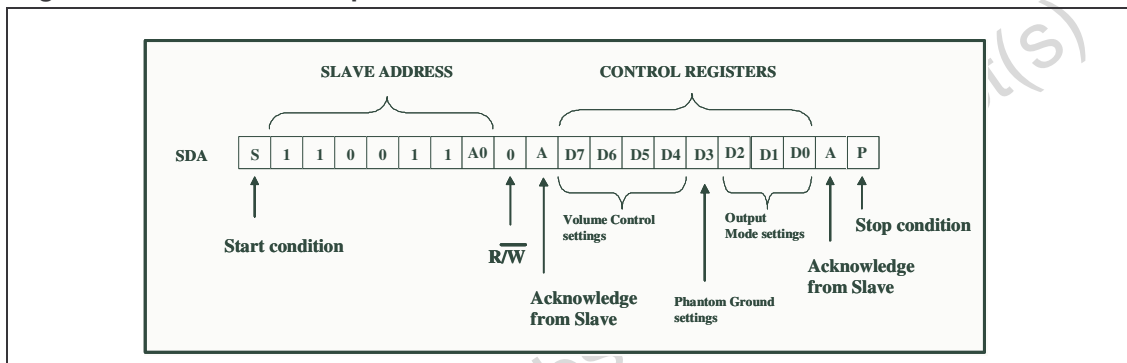 SLAVE ADDRESS CONTROL REGISTERS
SDA S 1 1 0 0 1 1 A0 0 A D7 D6 D5 D4 D3 D2 D1 D0 A P
Start condition
R/W
Acknowledge
from Slave
Volume Control
settings
Phantom Ground
settings
Output
Mode settings
Acknowledge
from Slave
Stop condition